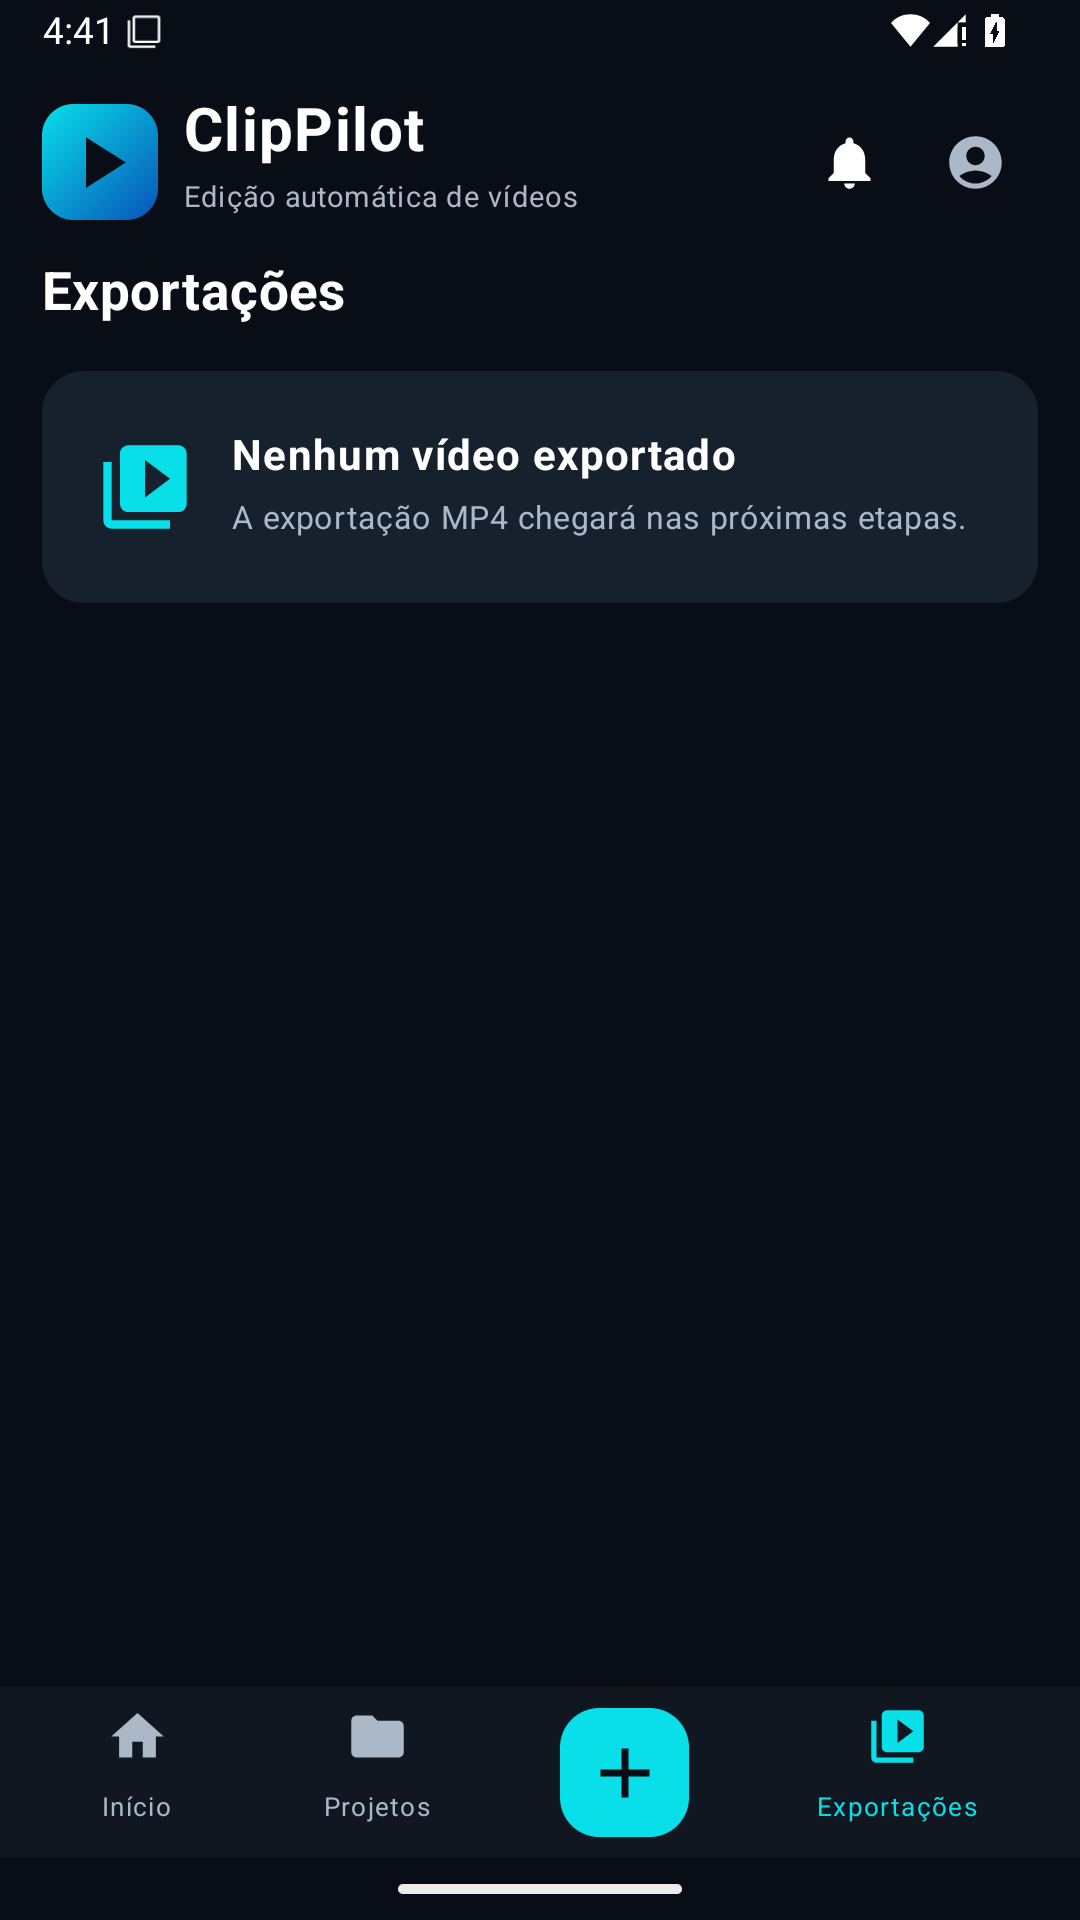 4:41
ClipPilot
Edição automática de vídeos
Exportações
Nenhum vídeo exportado
A exportação MP4 chegará nas próximas etapas.
Início
Projetos
Exportações